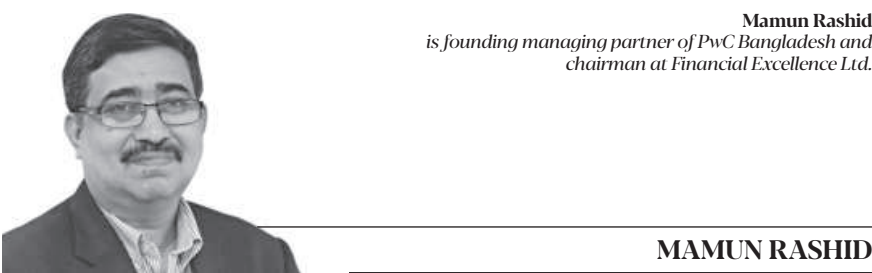 Mamun Rashid
is founding managing partner of PwC Bangladesh and
chairman at Financial Excellence Ltd.
MAMUN RASHID